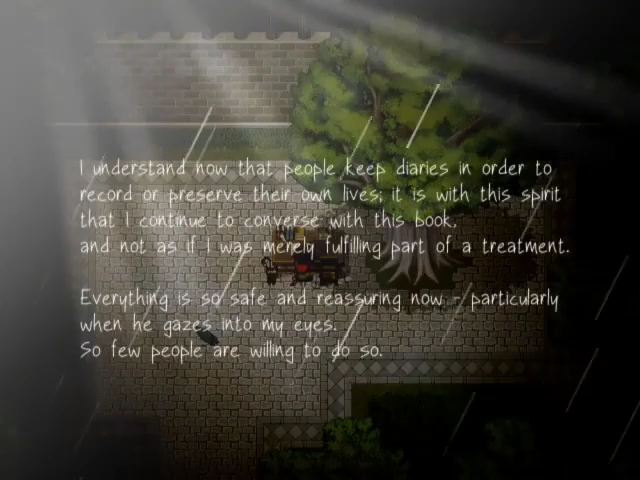 I understand now that people keep diaries in order to
record or preserve their own lives; it is with this spirit
that I continue to converse with this book,
and not as if I was merely fulfilling part of a treatment.
Everything is so safe and reassuring now - particularly
when he gazes into my eyes.
So few people are willing to do so.